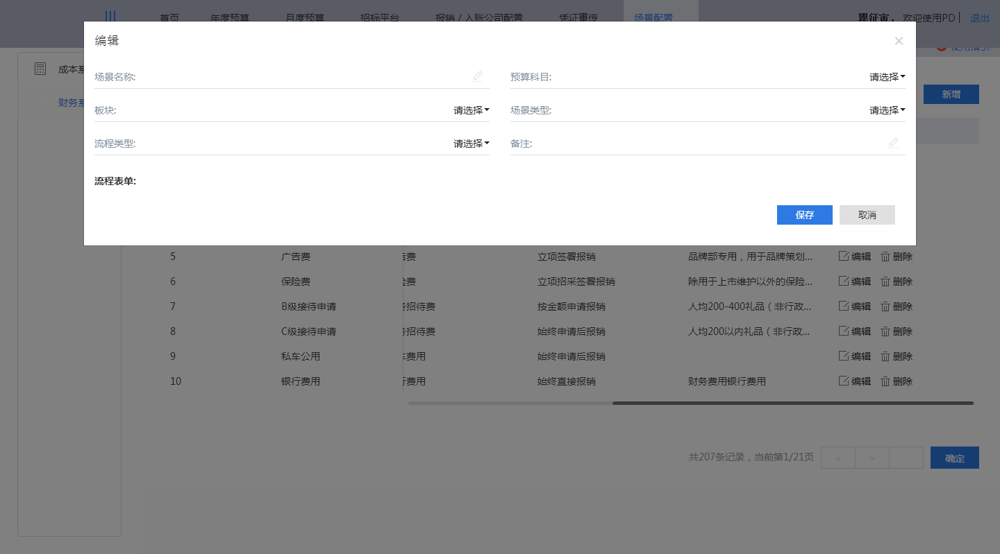 首页 年度预算 月度预算 招标平台 报销 / 入账公司配置 凭证重传 场景配置 瞿征寅， 欢迎使用PD 退出
编辑
使用指引
成本系
场景名称: 预算科目: 请选择
新增
财务系
板块: 请选择 场景类型: 请选择
流程类型: 请选择 备注:
流程表单:
保存 取消
5 广告费 告费 立项签署报销 品牌部专用，用于品牌策划... 编辑 删除
6 保险费 险费 立项招采签署报销 除用于上市维护以外的保险... 编辑 删除
7 B级接待申请 务招待费 按金额申请报销 人均200-400礼品（非行政... 编辑 删除
8 C级接待申请 务招待费 始终申请后报销 人均200以内礼品（非行政... 编辑 删除
9 私车公用 车费用 始终申请后报销 编辑 删除
10 银行费用 行费用 始终直接报销 财务费用银行费用 编辑 删除
共207条记录，当前第1/21页 < > 确定